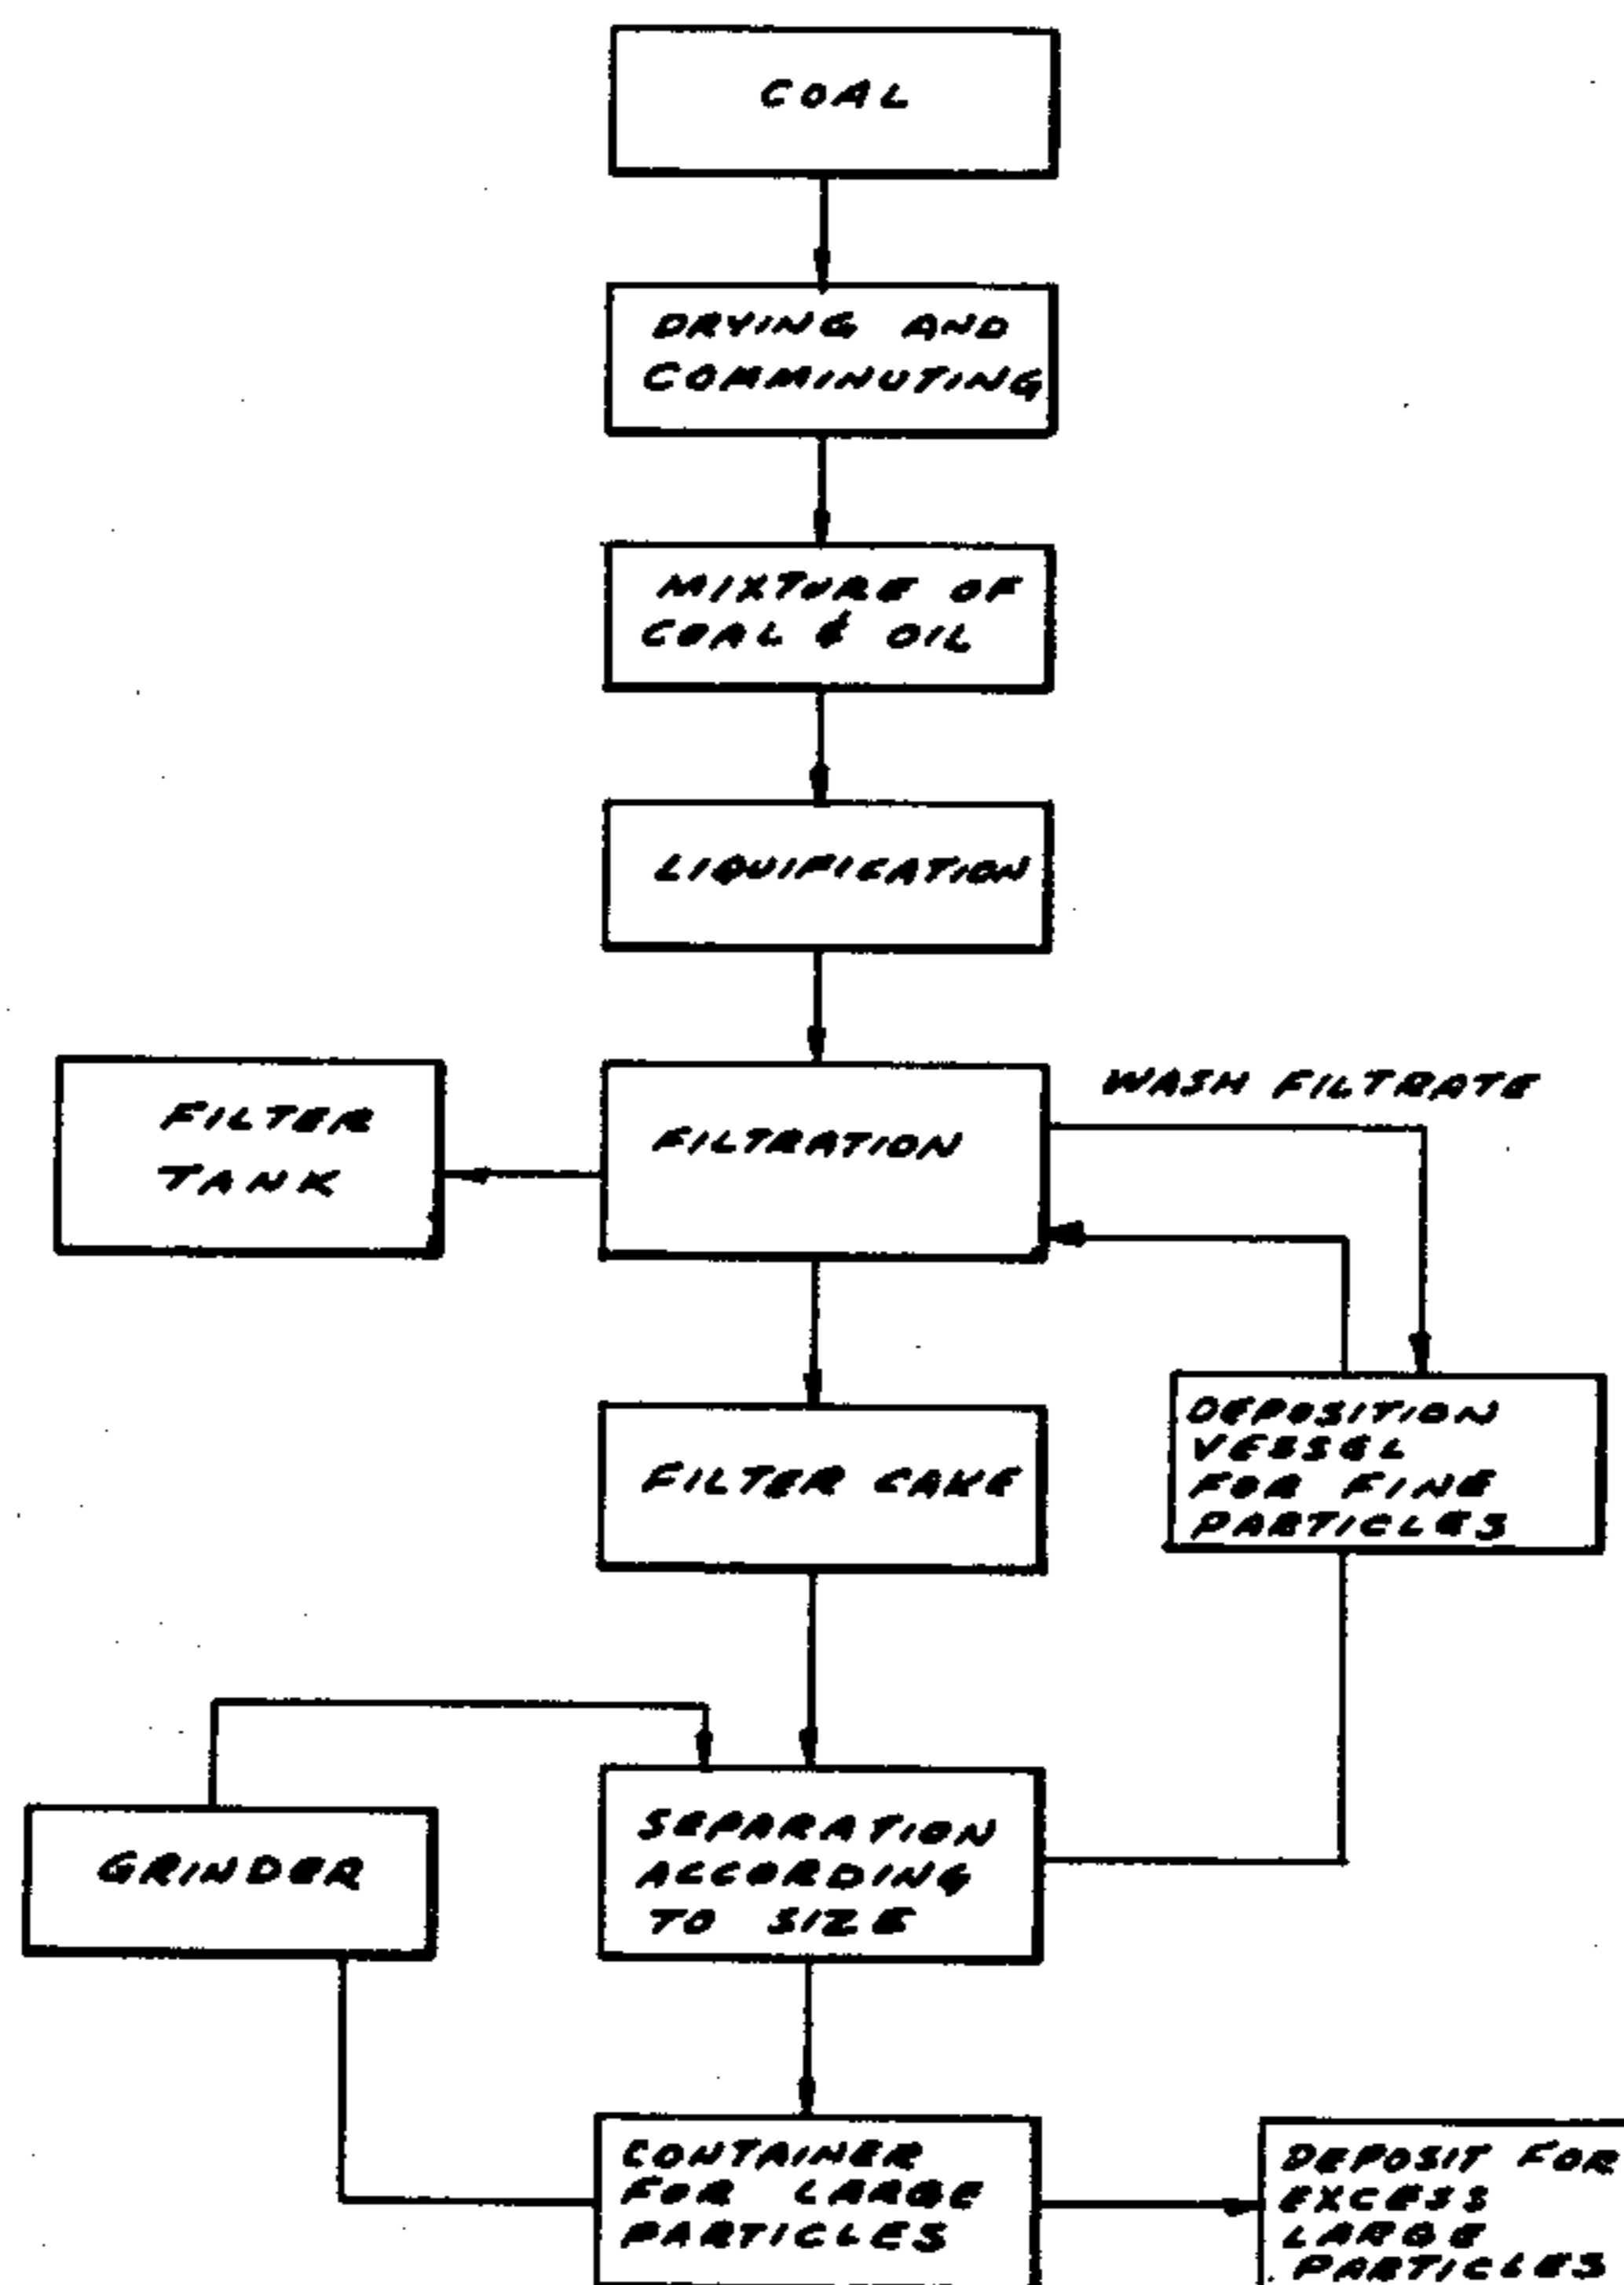 COAL
DRYING AND
COMMINUTING
MIXTURE OF
COAL & OIL
LIQUIFICATION
FILTER
TANK
FILTRATION
WASH FILTRATE
FILTER CAKE
DEPOSITION
VESSEL
FOR FINE
PARTICLES
GRINDER
SEPARATION
ACCORDING
TO SIZE
CONTAINER
FOR LARGE
PARTICLES
DEPOSIT FOR
EXCESS
LARGE
PARTICLES